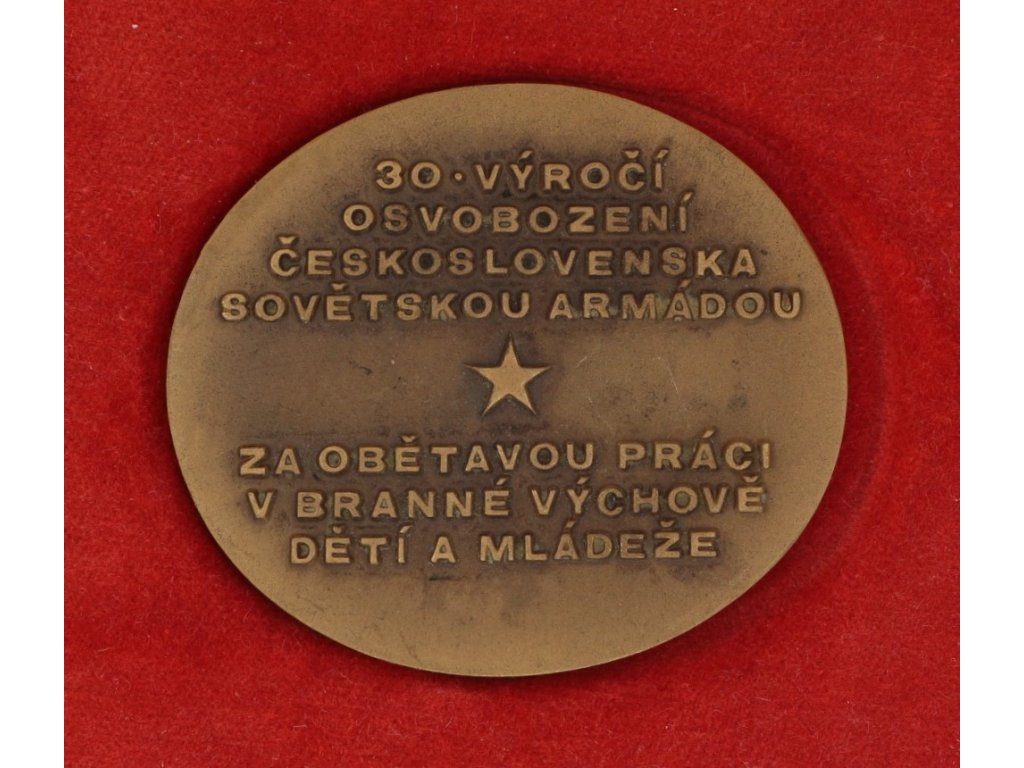 30. VÝROČÍ
OSVOBOZENÍ
ČESKOSLOVENSKA
SOVĚTSKOU ARMÁDOU
ZA OBĚTAVOU PRÁCI
V BRANNÉ VÝCHOVĚ
DĚTÍ A MLÁDEŽE